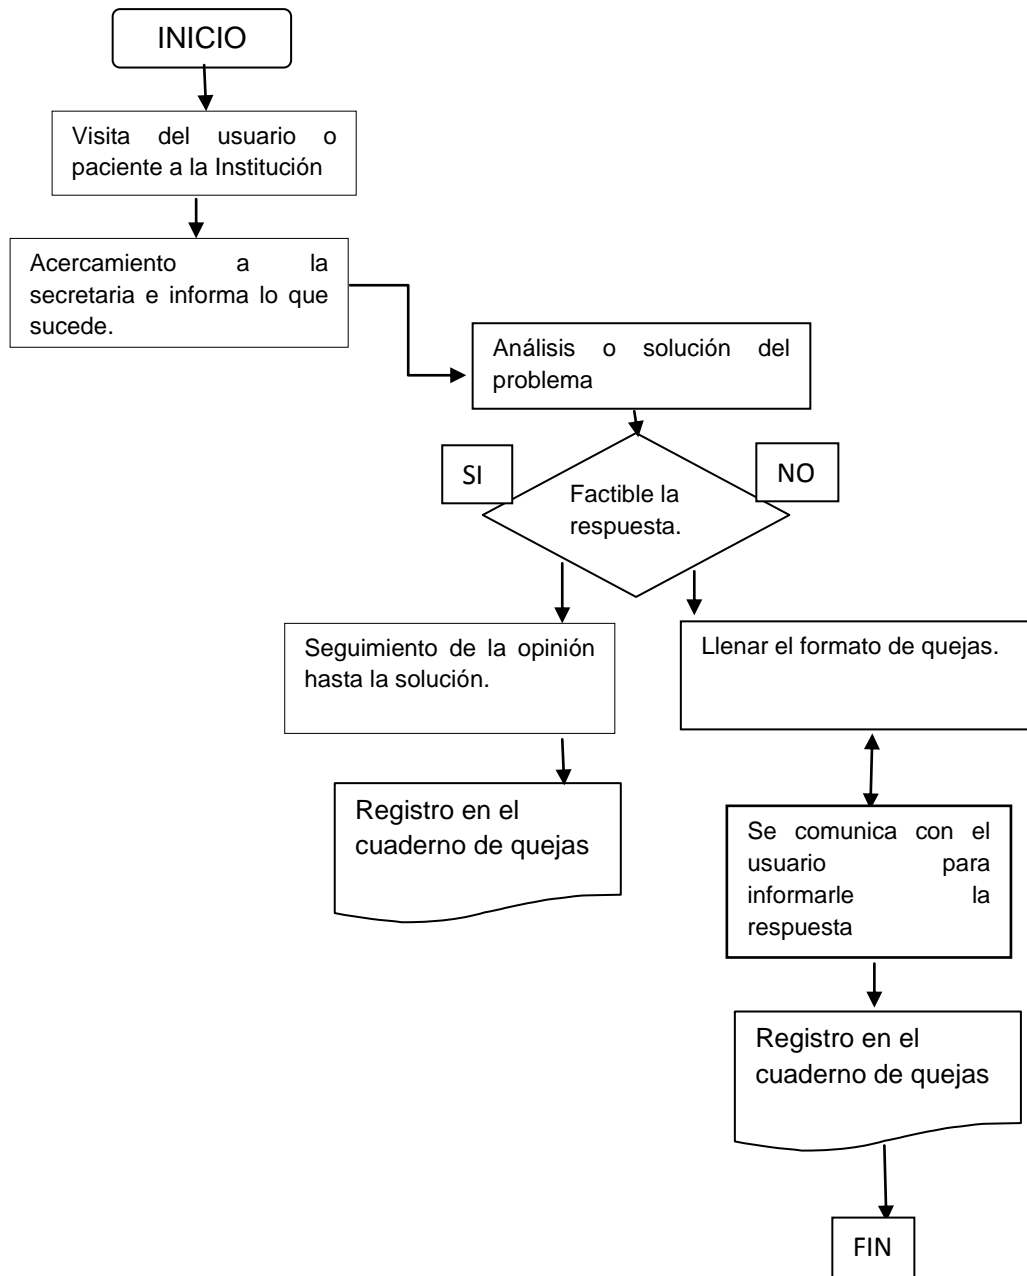 INICIO
Visita del usuario o
paciente a la Institución
Acercamiento a la
secretaria e informa lo que
sucede.
Análisis o solución del
problema
SI
NO
Factible la
respuesta.
Seguimiento de la opinión
hasta la solución.
Llenar el formato de quejas.
Registro en el
cuaderno de quejas
Se comunica con el
usuario para
informarle la
respuesta
Registro en el
cuaderno de quejas
FIN